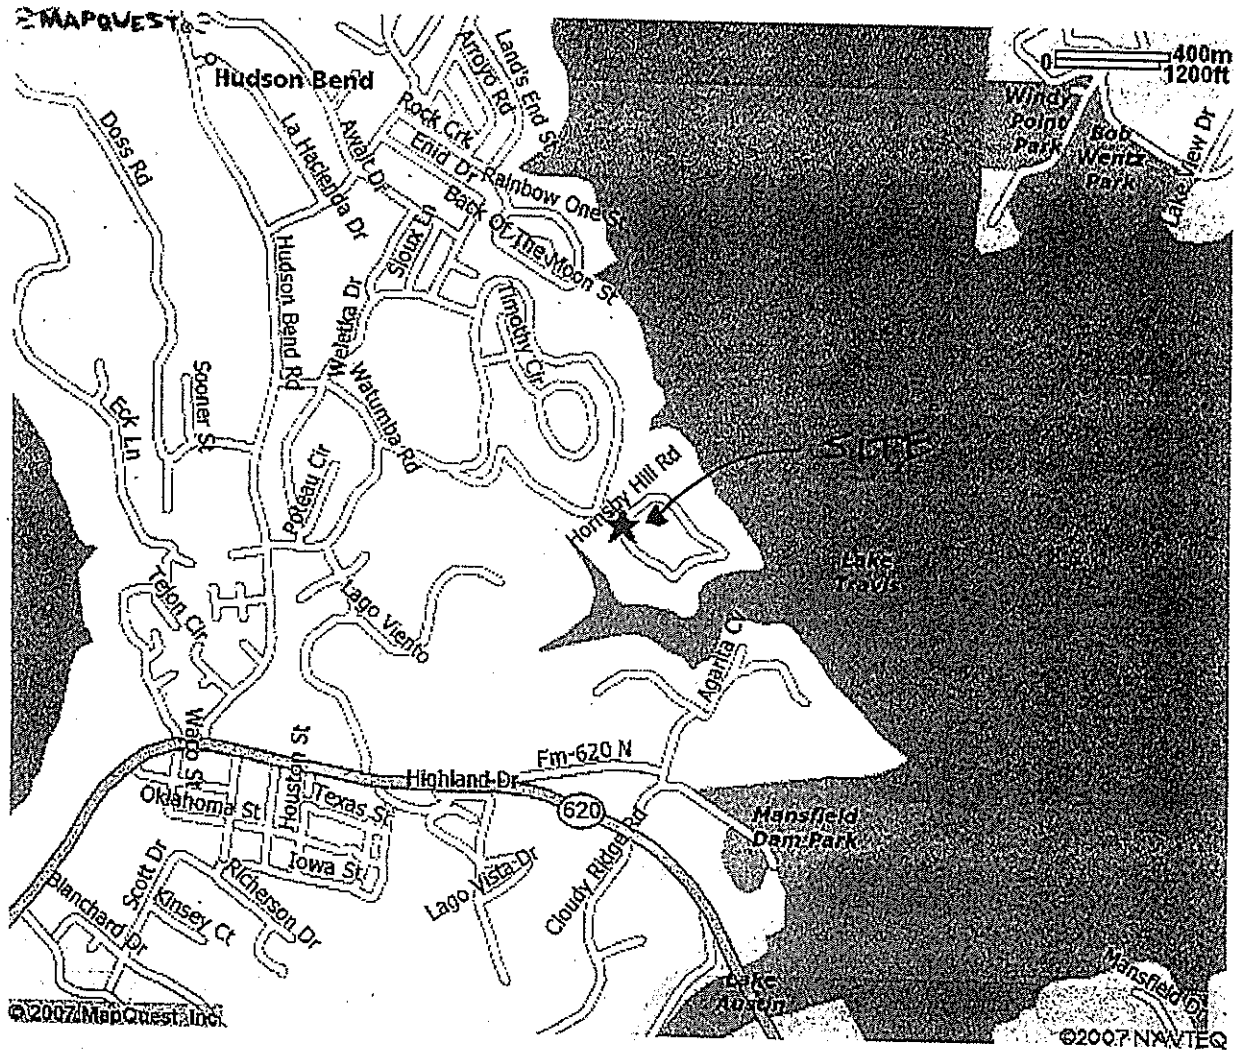 MAPQUEST
Hudson Bend
0
400m
1200ft
Windy
Point
Park
Bob
Wentz
Park
Lake View Dr
Arroyo Rd
Land's End St
Rock Crk
Doss Rd
La Hacienda Dr
Awalt Dr
Enid Dr
Rainbow One S
Back Of The Moon St
Sioux Ln
Hudson Bend Rd
Weletka Dr
Timothy Cir
Sooner St
Eck Ln
Watumba Rd
Poteau Cir
Hornsby Hill Rd
SITE
Lake
Travis
Tejon Cir
Lago Viento
Agarita Cv
Waco St
Houston St
Fm-620 N
Highland Dr
620
Oklahoma St
Texas St
Iowa St
Mansfield
Dam Park
Scott Dr
Richerson Dr
Kinsey Ct
Blanchard Dr
Lago Vista Dr
Cloudy Ridge Rd
Lake
Austin
Mansfield D
©2007 MapQuest, Inc.
©2007 NAVTEQ